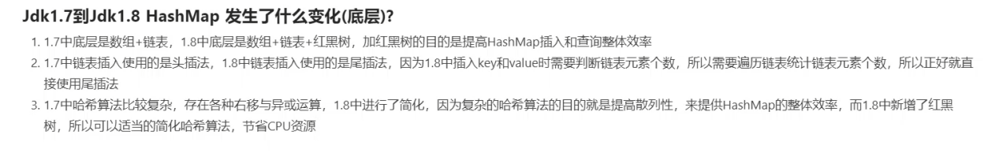 Jdk1.7到Jdk1.8 HashMap 发生了什么变化(底层)?
1. 1.7中底层是数组+链表，1.8中底层是数组+链表+红黑树，加红黑树的目的是提高HashMap插入和查询整体效率
2. 1.7中链表插入使用的是头插法，1.8中链表插入使用的是尾插法，因为1.8中插入key和value时需要判断链表元素个数，所以需要遍历链表统计链表元素个数，所以正好就直
接使用尾插法
3. 1.7中哈希算法比较复杂，存在各种右移与异或运算，1.8中进行了简化，因为复杂的哈希算法的目的就是提高散列性，来提供HashMap的整体效率，而1.8中新增了红黑
树，所以可以适当的简化哈希算法，节省CPU资源